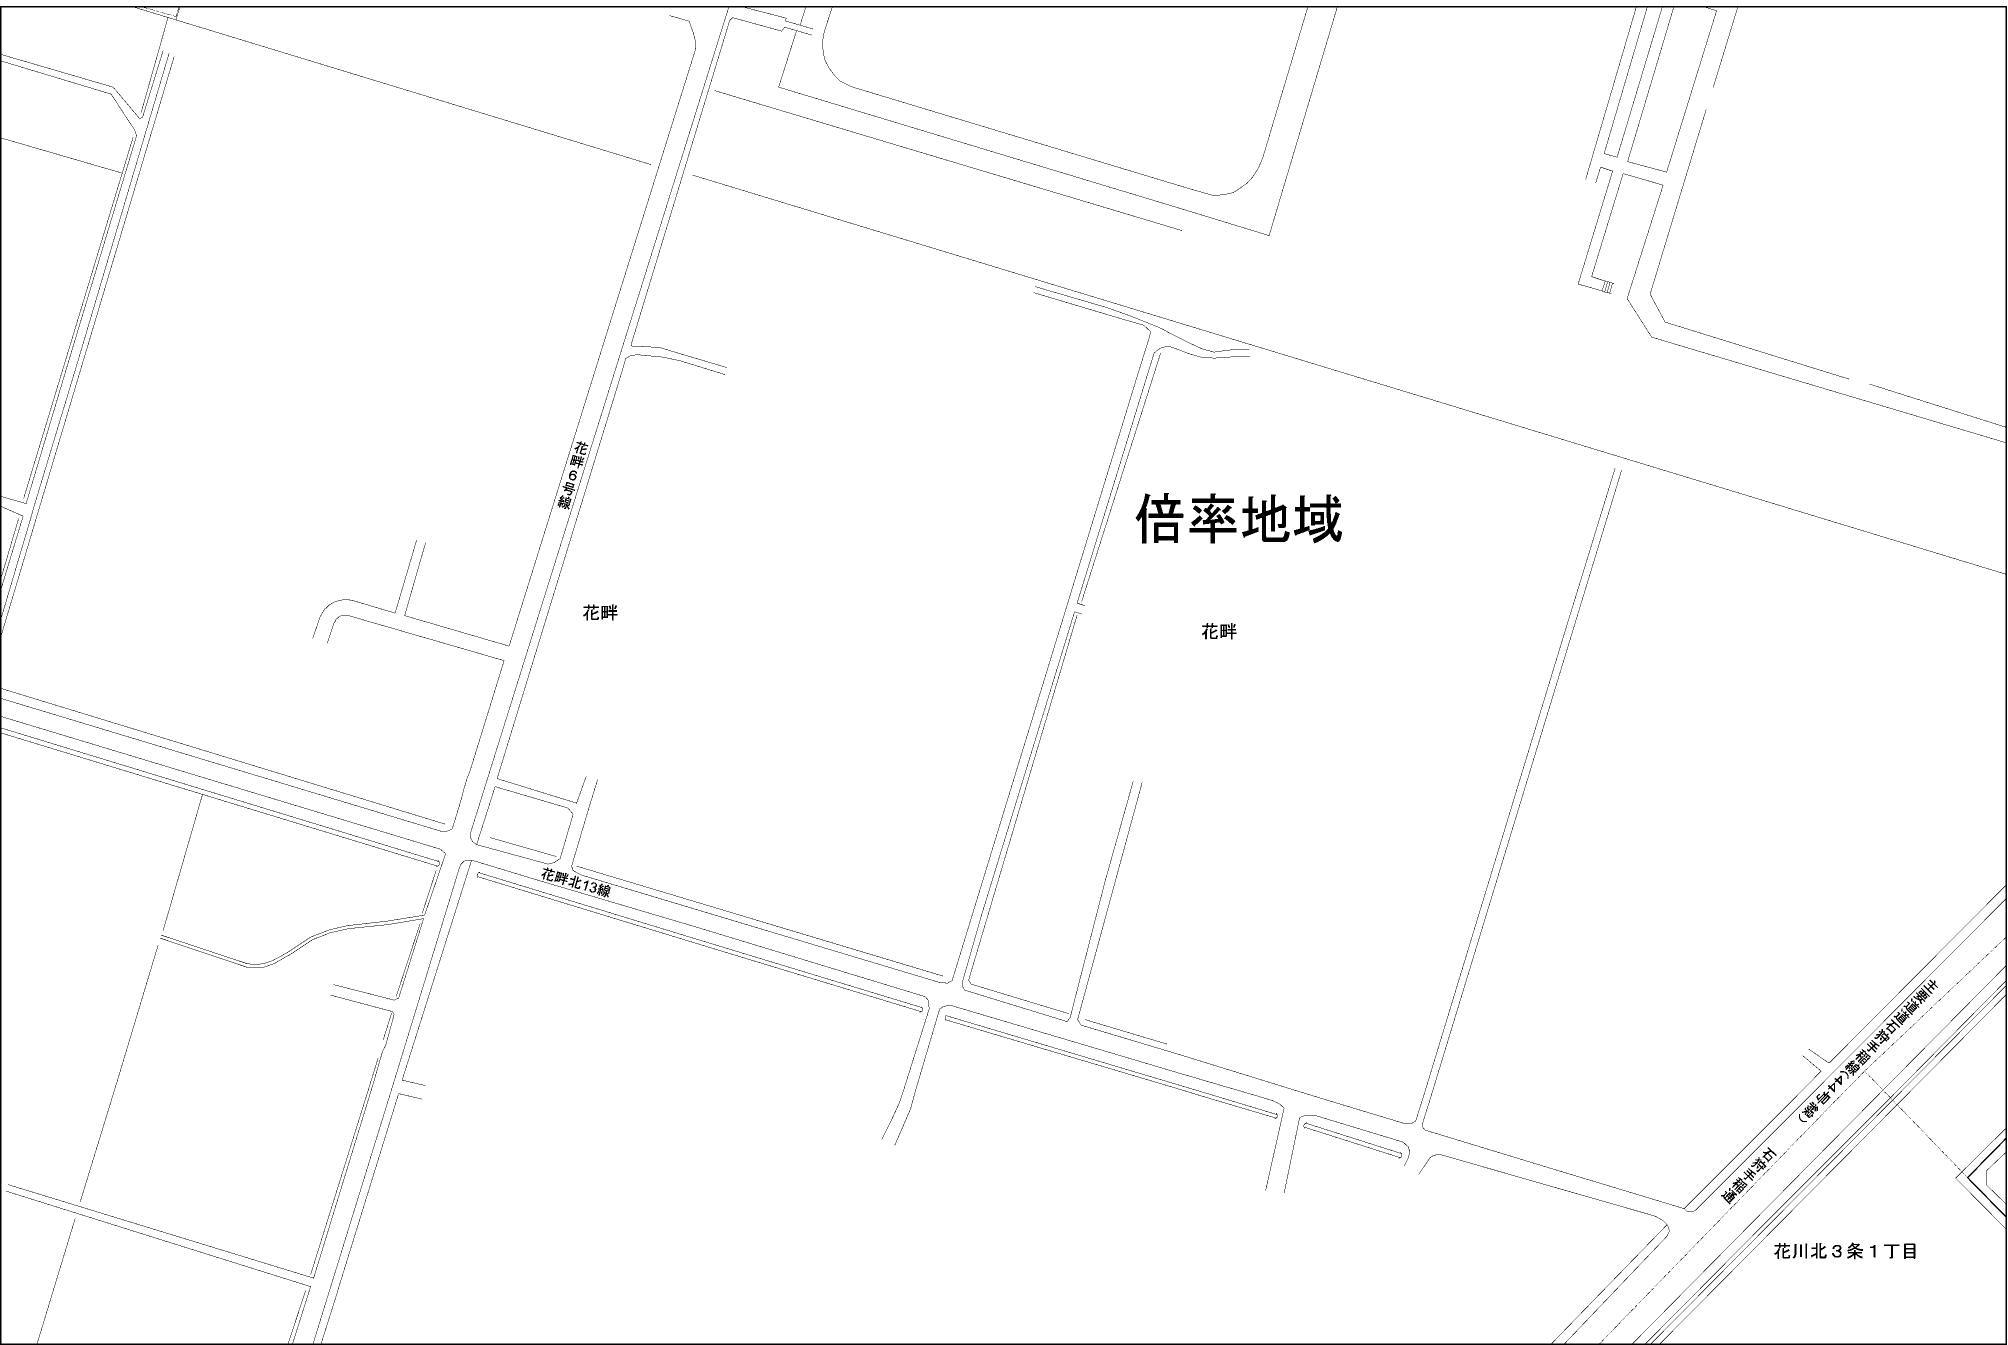 花畔6号線
倍率地域
花畔
花畔
花畔北13線
主要道道石狩手稲線(44号線)
石狩手稲通
花川北３条１丁目